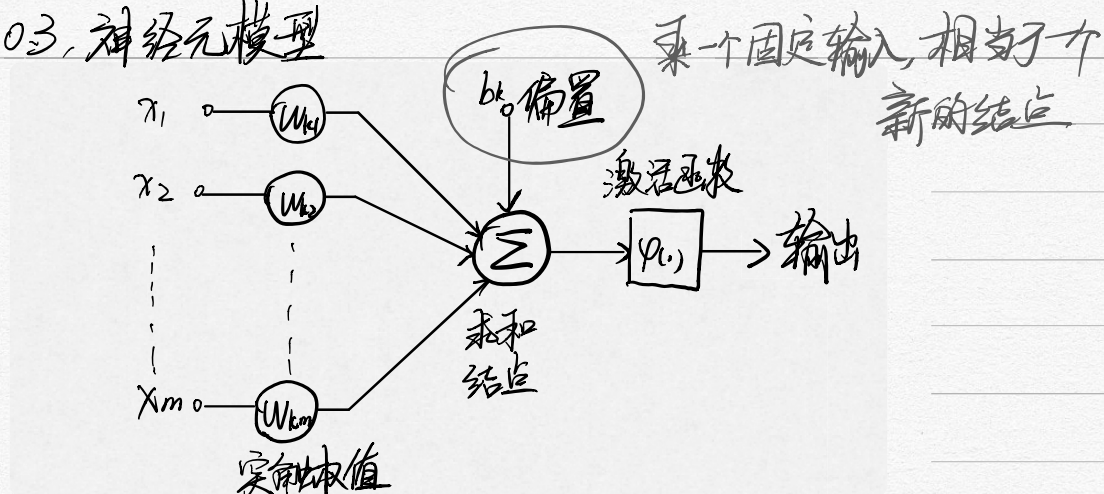 03、神经元模型
某一个固定输入,相当于一个
新的结点
bk 偏置
x1 Wk1
激活函数
x2 Wk2
Σ φ(·) 输出
求和
结点
Xm Wkm
突触权值